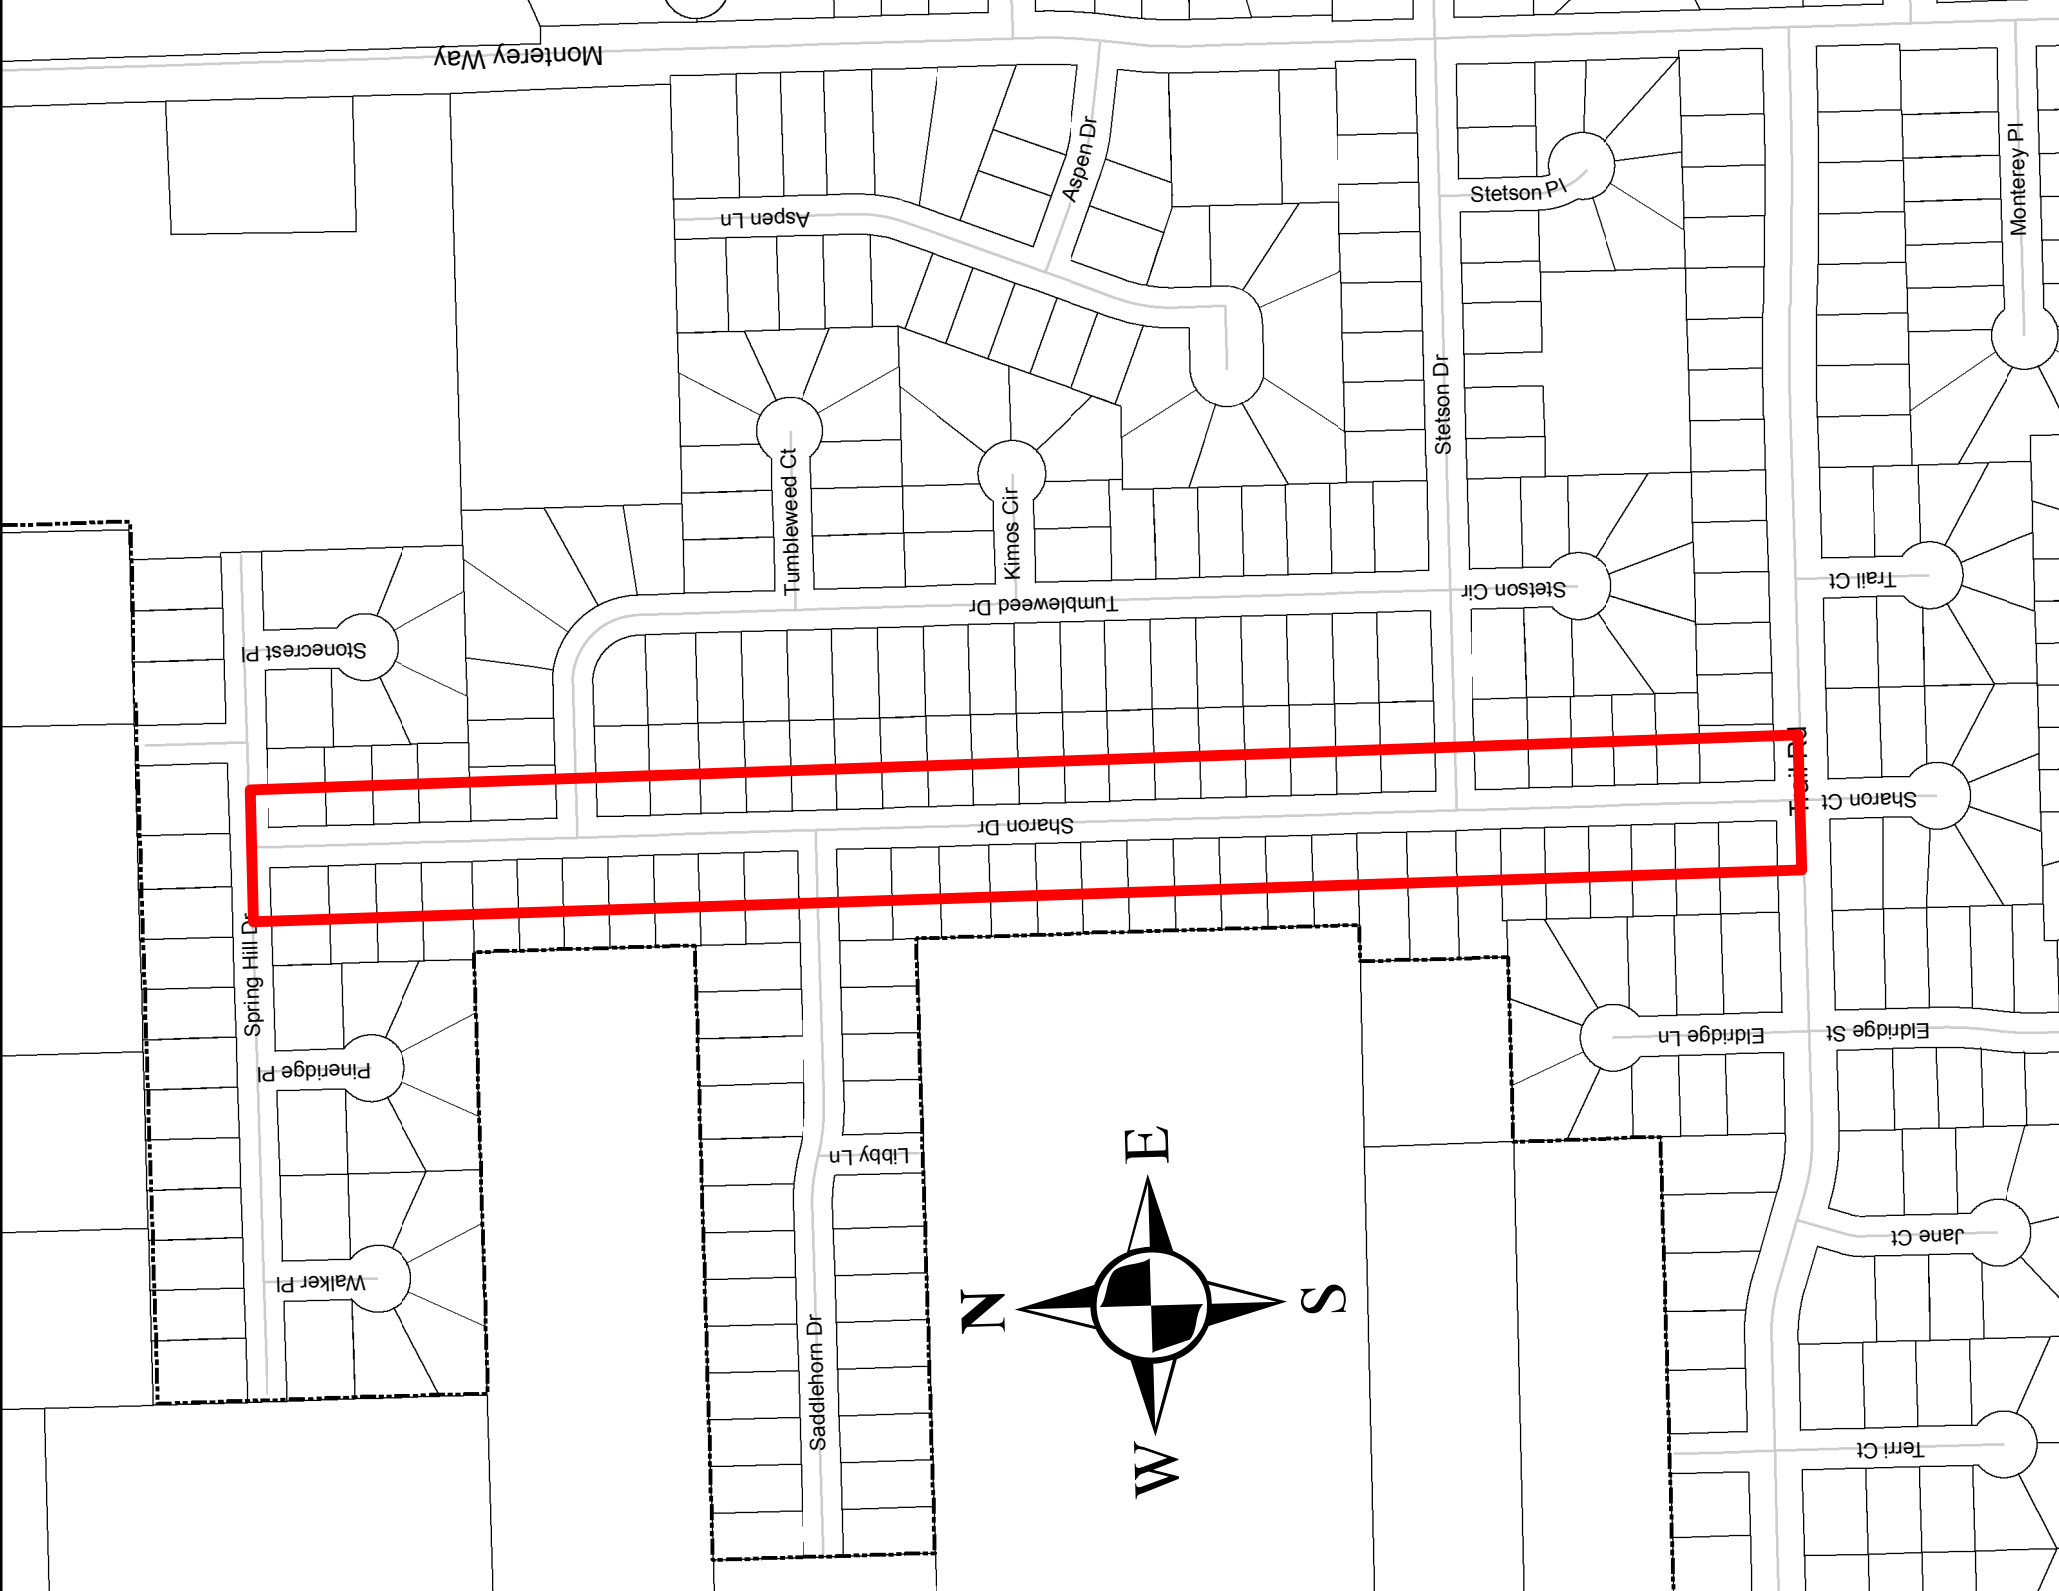 Monterey Way
Aspen Dr
Aspen Ln
Stetson Pl
Monterey Pl
Stetson Dr
Tumbleweed Ct
Kimos Cir
Tumbleweed Dr
Stetson Cir
Trail Ct
Stonecrest Pl
Trail Rd
Sharon Ct
Sharon Dr
Spring Hill Dr
Pineridge Pl
Eldridge Ln
Eldridge St
Libby Ln
Jane Ct
Walker Pl
Saddlehorn Dr
Terri Ct
E
N
S
W